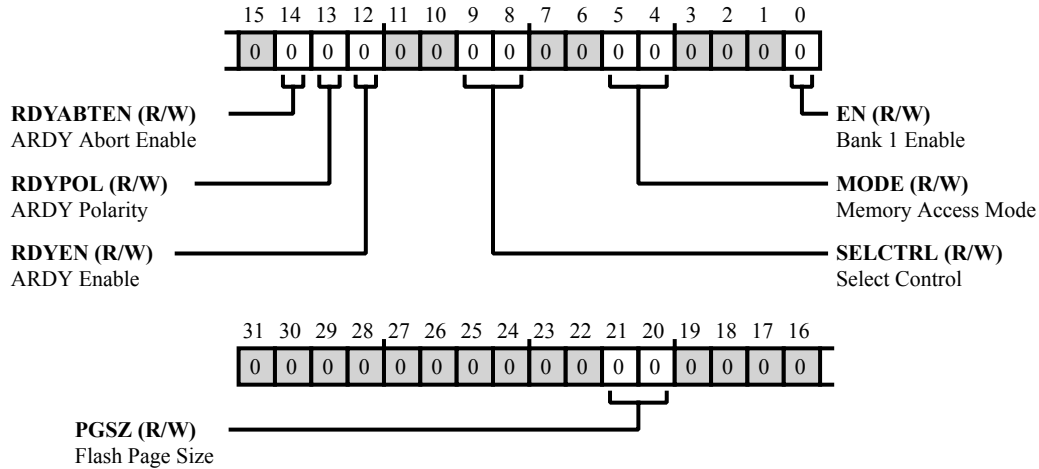 15 14 13 12 11 10 9 8 7 6 5 4 3 2 1 0
0 0 0 0 0 0 0 0 0 0 0 0 0 0 0 0
RDYABTEN (R/W)
ARDY Abort Enable
EN (R/W)
Bank 1 Enable
RDYPOL (R/W)
ARDY Polarity
MODE (R/W)
Memory Access Mode
RDYEN (R/W)
ARDY Enable
SELCTRL (R/W)
Select Control
31 30 29 28 27 26 25 24 23 22 21 20 19 18 17 16
0 0 0 0 0 0 0 0 0 0 0 0 0 0 0 0
PGSZ (R/W)
Flash Page Size